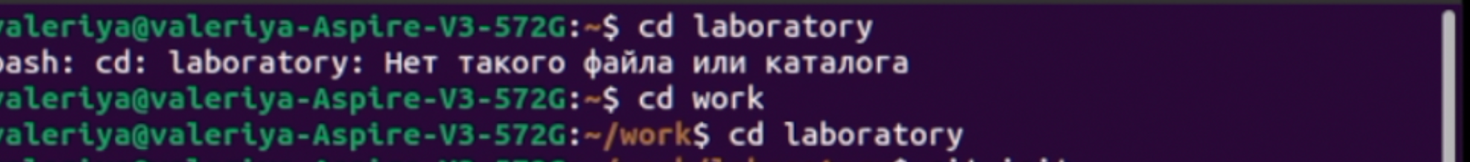 valeriya@valeriya-Aspire-V3-572G:~$ cd laboratory
bash: cd: laboratory: Нет такого файла или каталога
valeriya@valeriya-Aspire-V3-572G:~$ cd work
valeriya@valeriya-Aspire-V3-572G:~/work$ cd laboratory